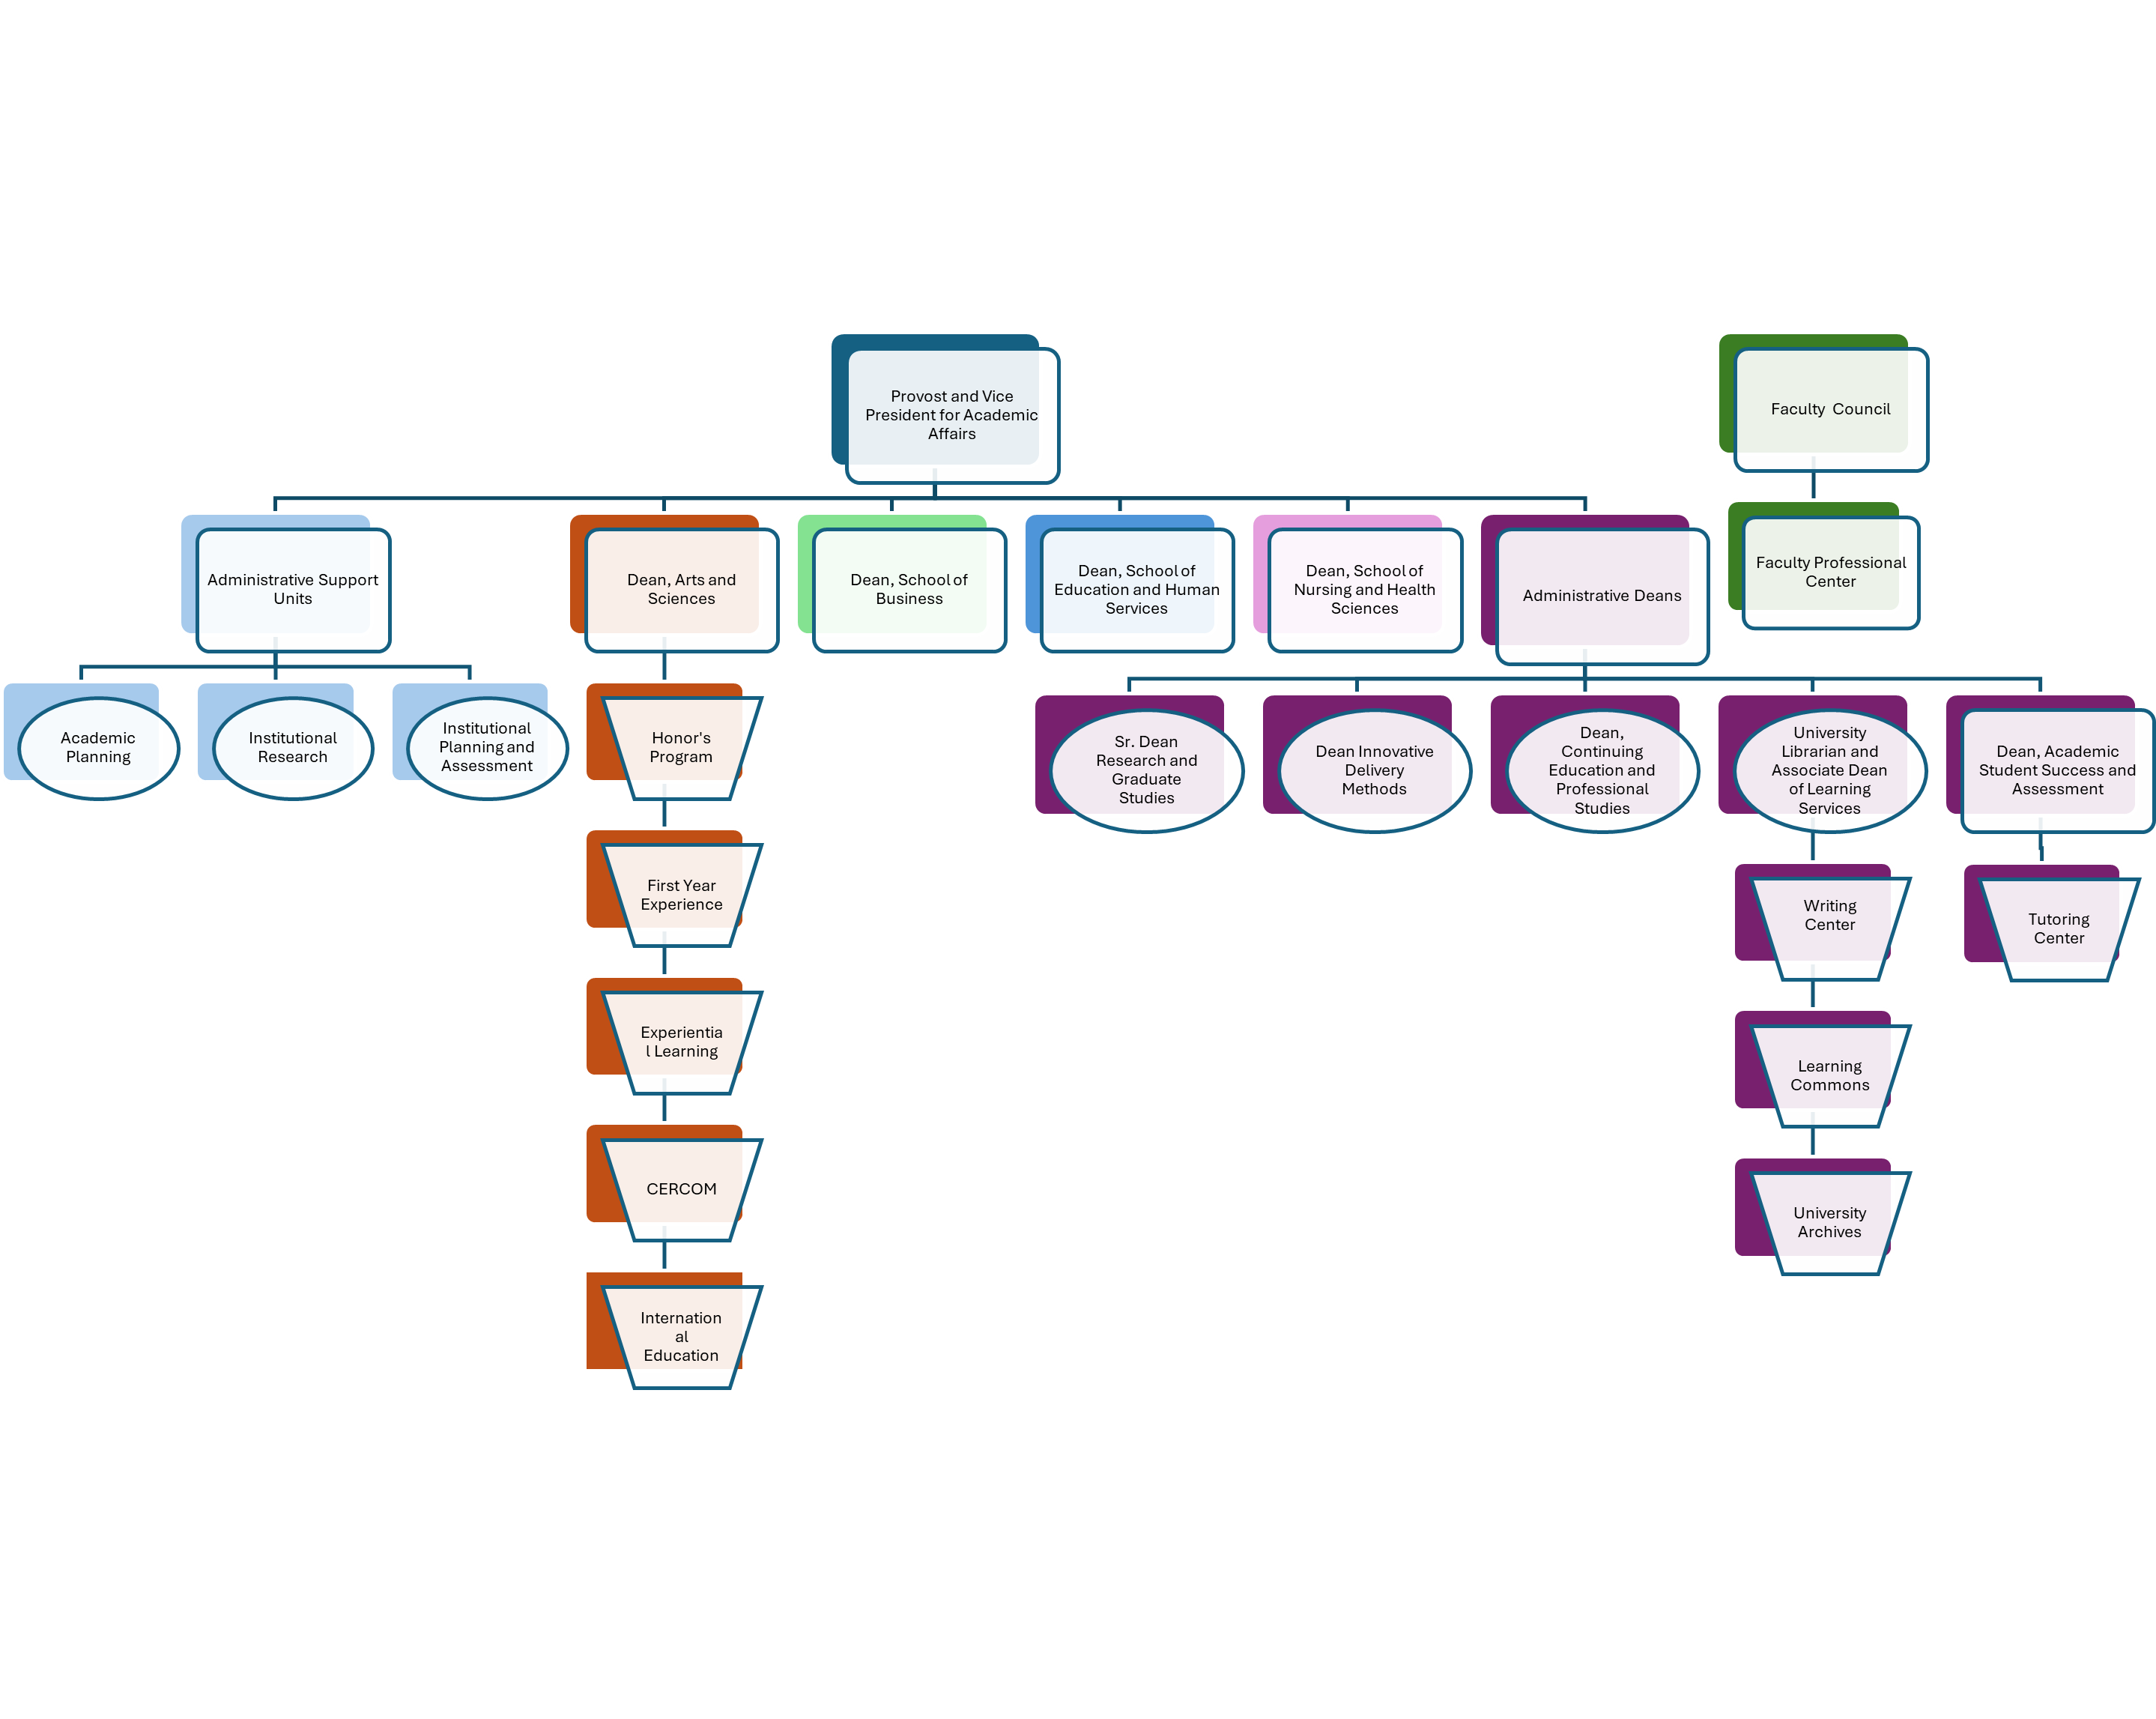 Provost and Vice
President for Academic
Affairs
Faculty  Council
Administrative Support
Units
Dean, Arts and
Sciences
Dean, School of
Business
Dean, School of
Education and Human
Services
Dean, School of
Nursing and Health
Sciences
Administrative Deans
Faculty Professional
Center
Academic
Planning
Institutional
Research
Institutional
Planning and
Assessment
Honor's
Program
Sr. Dean
Research and
Graduate
Studies
Dean Innovative
Delivery
Methods
Dean,
Continuing
Education and
Professional
Studies
University
Librarian and
Associate Dean
of Learning
Services
Dean, Academic
Student Success and
Assessment
First Year
Experience
Writing
Center
Tutoring
Center
Experientia
l Learning
Learning
Commons
CERCOM
University
Archives
Internation
al
Education